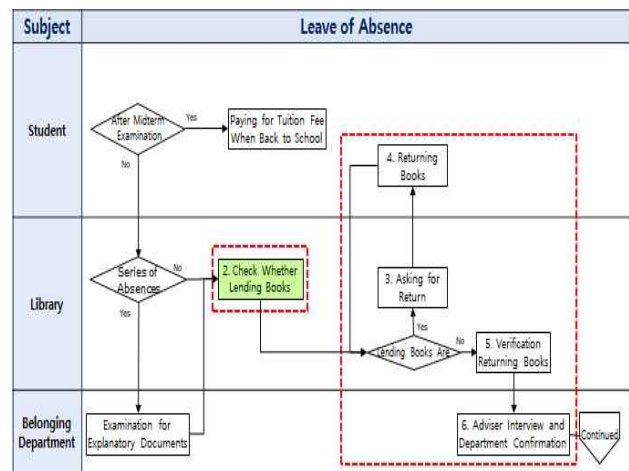 Subject
Leave of Absence
Student
After Midterm
Examination
Yes
Paying for Tuition Fee
When Back to School
No
4. Returning
Books
Library
Series of
Absences
No
Yes
2. Check Whether
Lending Books
3. Asking for
Return
Yes
Lending Books Are
No
5. Verification
Returning Books
Belonging
Department
Examination for
Explanatory Documents
6. Adviser Interview and
Department Confirmation
Continued